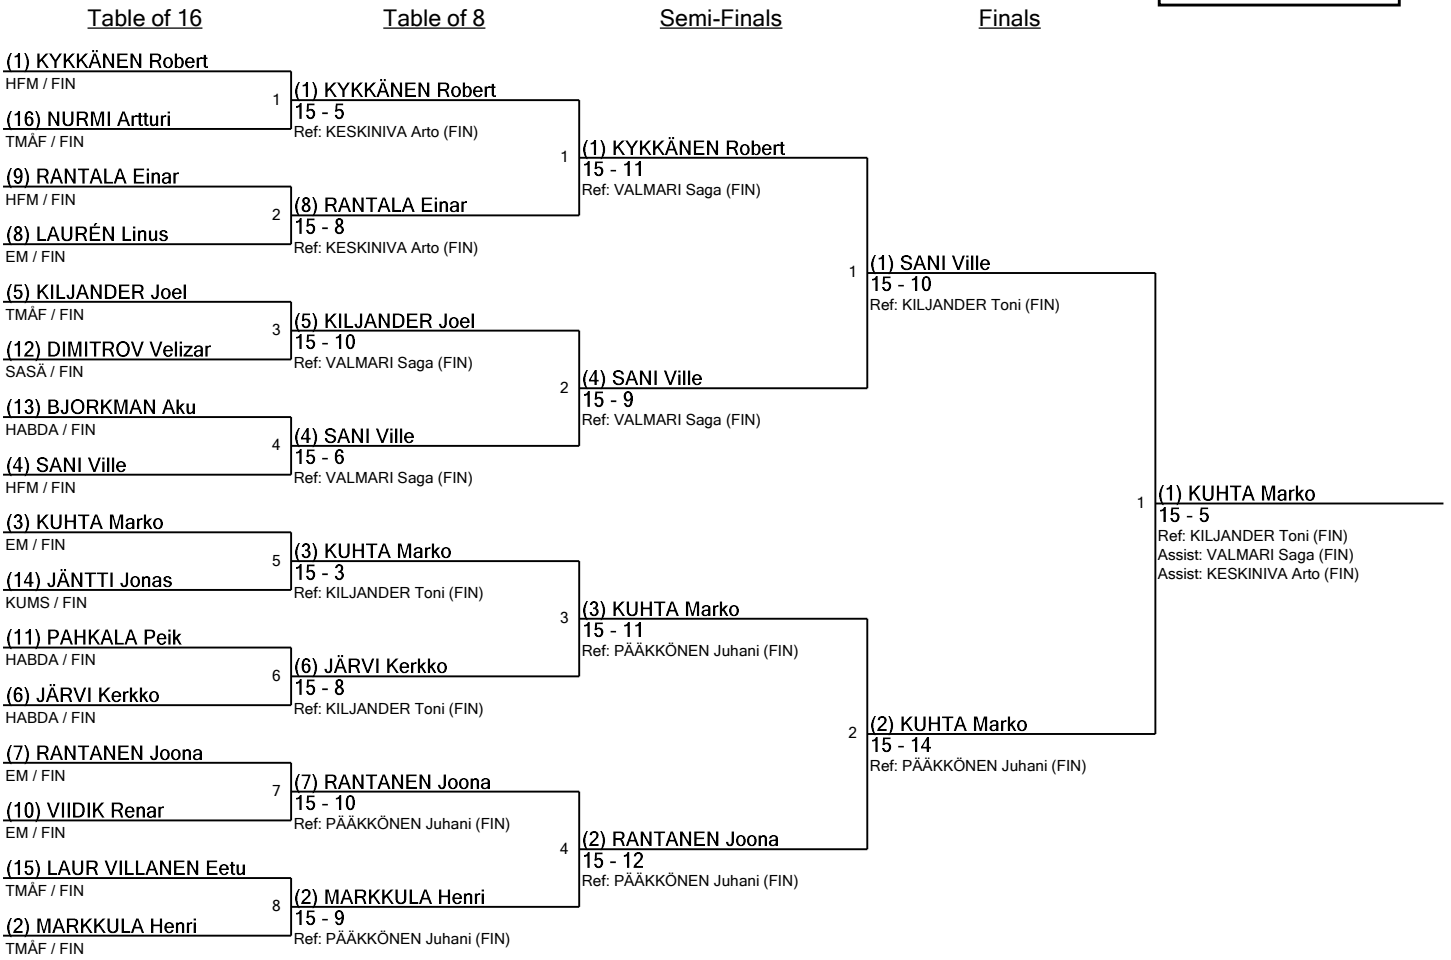 Table of 16
Table of 8
Semi-Finals
Finals
(1) KYKKÄNEN Robert
HFM / FIN
(16) NURMI Artturi
TMÅF / FIN
(9) RANTALA Einar
HFM / FIN
(8) LAURÉN Linus
EM / FIN
(5) KILJANDER Joel
TMÅF / FIN
(12) DIMITROV Velizar
SASÄ / FIN
(13) BJORKMAN Aku
HABDA / FIN
(4) SANI Ville
HFM / FIN
(3) KUHTA Marko
EM / FIN
(14) JÄNTTI Jonas
KUMS / FIN
(11) PAHKALA Peik
HABDA / FIN
(6) JÄRVI Kerkko
HABDA / FIN
(7) RANTANEN Joona
EM / FIN
(10) VIIDIK Renar
EM / FIN
(15) LAUR VILLANEN Eetu
TMÅF / FIN
(2) MARKKULA Henri
TMÅF / FIN
1
(1) KYKKÄNEN Robert
15 - 5
Ref: KESKINIVA Arto (FIN)
2
(8) RANTALA Einar
15 - 8
Ref: KESKINIVA Arto (FIN)
3
(5) KILJANDER Joel
15 - 10
Ref: VALMARI Saga (FIN)
4
(4) SANI Ville
15 - 6
Ref: VALMARI Saga (FIN)
5
(3) KUHTA Marko
15 - 3
Ref: KILJANDER Toni (FIN)
6
(6) JÄRVI Kerkko
15 - 8
Ref: KILJANDER Toni (FIN)
7
(7) RANTANEN Joona
15 - 10
Ref: PÄÄKKÖNEN Juhani (FIN)
8
(2) MARKKULA Henri
15 - 9
Ref: PÄÄKKÖNEN Juhani (FIN)
1
(1) KYKKÄNEN Robert
15 - 11
Ref: VALMARI Saga (FIN)
2
(4) SANI Ville
15 - 9
Ref: VALMARI Saga (FIN)
3
(3) KUHTA Marko
15 - 11
Ref: PÄÄKKÖNEN Juhani (FIN)
4
(2) RANTANEN Joona
15 - 12
Ref: PÄÄKKÖNEN Juhani (FIN)
1
(1) SANI Ville
15 - 10
Ref: KILJANDER Toni (FIN)
2
(2) KUHTA Marko
15 - 14
Ref: PÄÄKKÖNEN Juhani (FIN)
1
(1) KUHTA Marko
15 - 5
Ref: KILJANDER Toni (FIN)
Assist: VALMARI Saga (FIN)
Assist: KESKINIVA Arto (FIN)